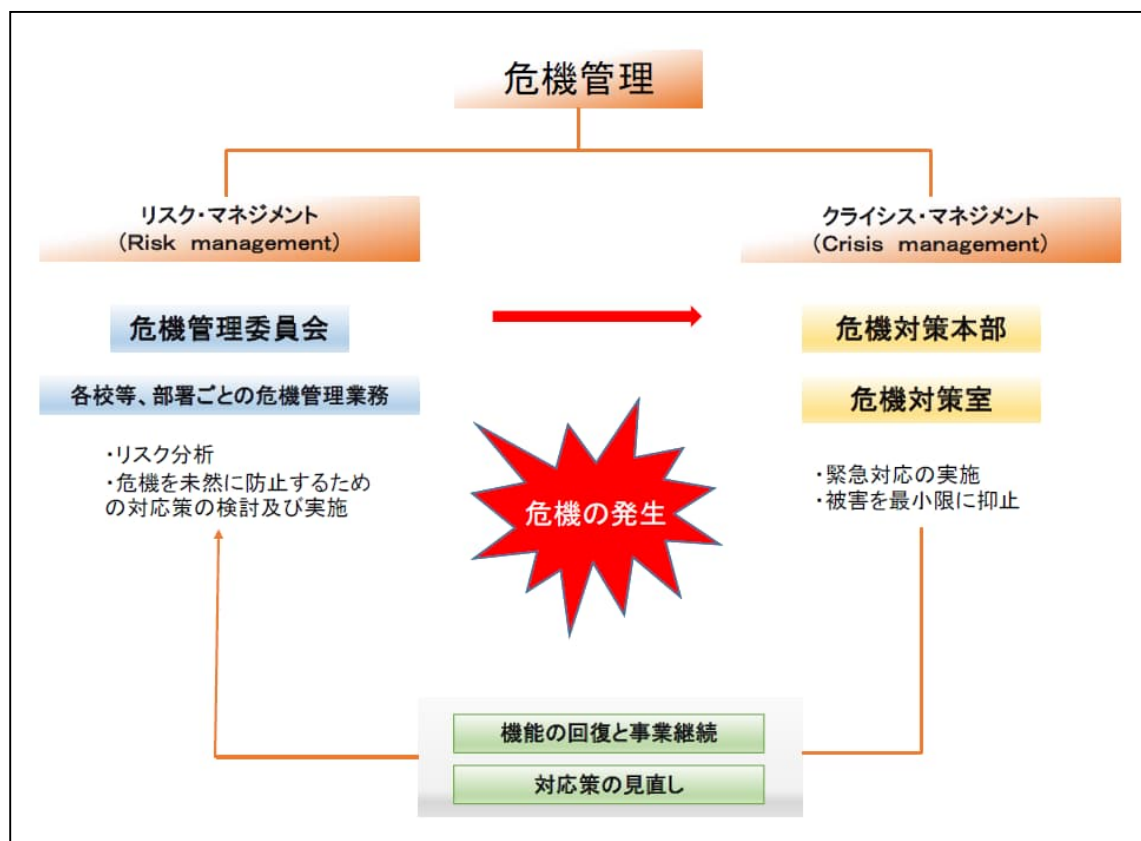 危機管理
リスク・マネジメント
（Risk management）
危機管理委員会
各校等、部署ごとの危機管理業務
・リスク分析
・危機を未然に防止するため
の対応策の検討及び実施
危機の発生
クライシス・マネジメント
（Crisis management）
危機対策本部
危機対策室
・緊急対応の実施
・被害を最小限に抑止
機能の回復と事業継続
対応策の見直し